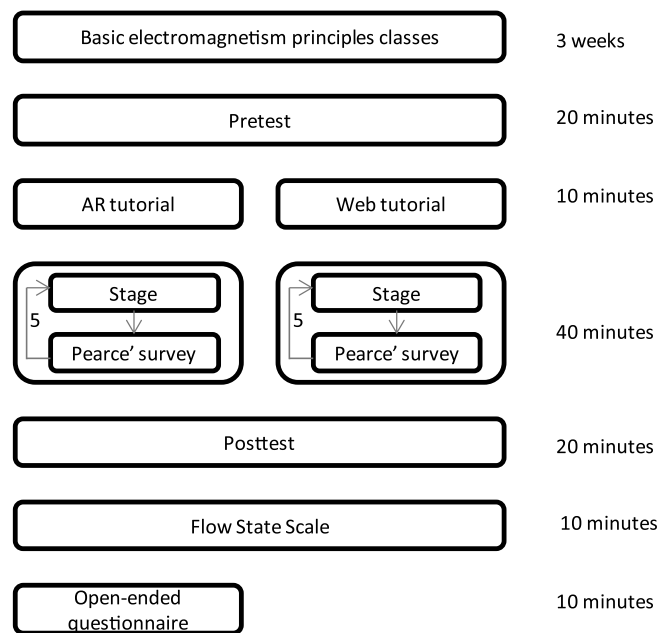 Basic electromagnetism principles classes
3 weeks
Pretest
20 minutes
AR tutorial
Web tutorial
10 minutes
Stage
5
Pearce' survey
Stage
5
Pearce' survey
40 minutes
Posttest
20 minutes
Flow State Scale
10 minutes
Open-ended
questionnaire
10 minutes